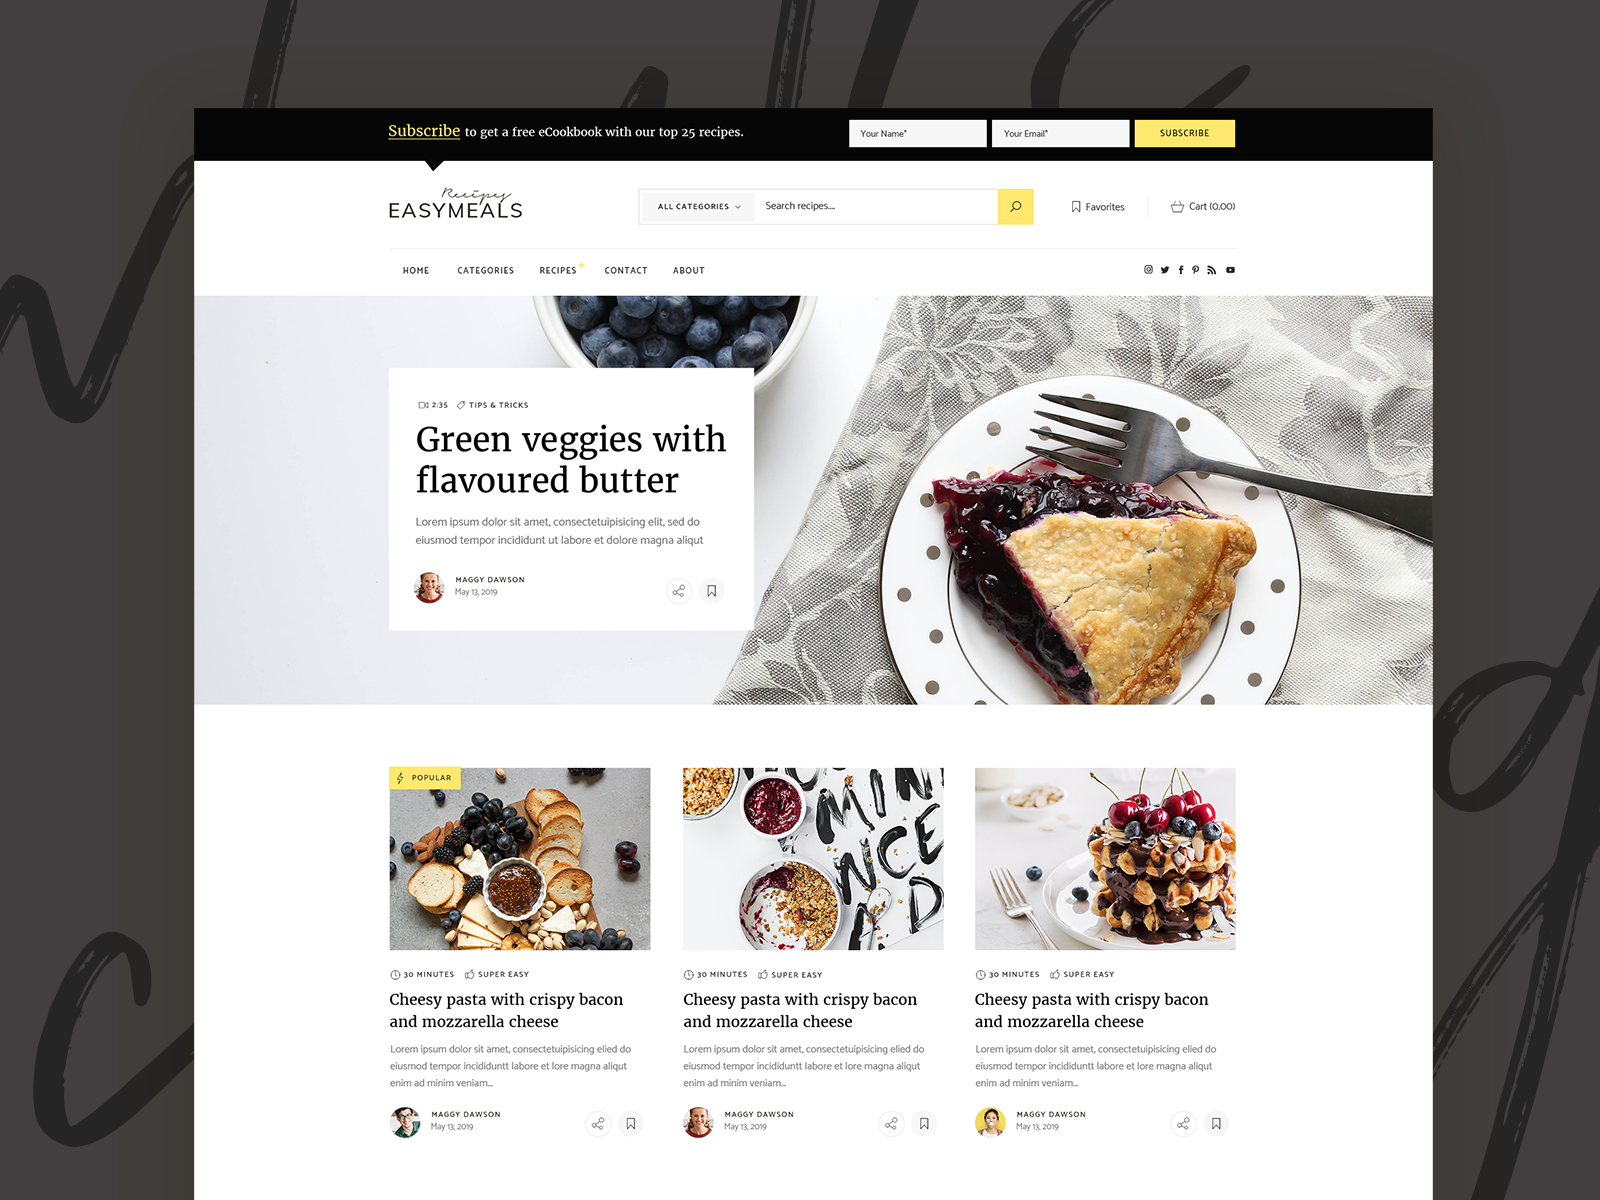 Subscribe to get a free eCookbook with our top 25 recipes.
Your Name*
Your Email*
SUBSCRIBE
Recipes
EASYMEALS
ALL CATEGORIES
Search recipes....
Favorites
Cart (0.00)
HOME
CATEGORIES
RECIPES
CONTACT
ABOUT
2:35
TIPS & TRICKS
Green veggies with
flavoured butter
Lorem ipsum dolor sit amet, consectetuipisicing elit, sed do
eiusmod tempor incididunt ut labore et dolore magna aliqut
MAGGY DAWSON
May 13, 2019
POPULAR
30 MINUTES
SUPER EASY
Cheesy pasta with crispy bacon
and mozzarella cheese
Lorem ipsum dolor sit amet, consectetuipisicing elied do
eiusmod tempor incididuntt labore et lore magna aliqut
enim ad minim veniam...
MAGGY DAWSON
May 13, 2019
30 MINUTES
SUPER EASY
Cheesy pasta with crispy bacon
and mozzarella cheese
Lorem ipsum dolor sit amet, consectetuipisicing elied do
eiusmod tempor incididuntt labore et lore magna aliqut
enim ad minim veniam...
MAGGY DAWSON
May 13, 2019
30 MINUTES
SUPER EASY
Cheesy pasta with crispy bacon
and mozzarella cheese
Lorem ipsum dolor sit amet, consectetuipisicing elied do
eiusmod tempor incididuntt labore et lore magna aliqut
enim ad minim veniam...
MAGGY DAWSON
May 13, 2019